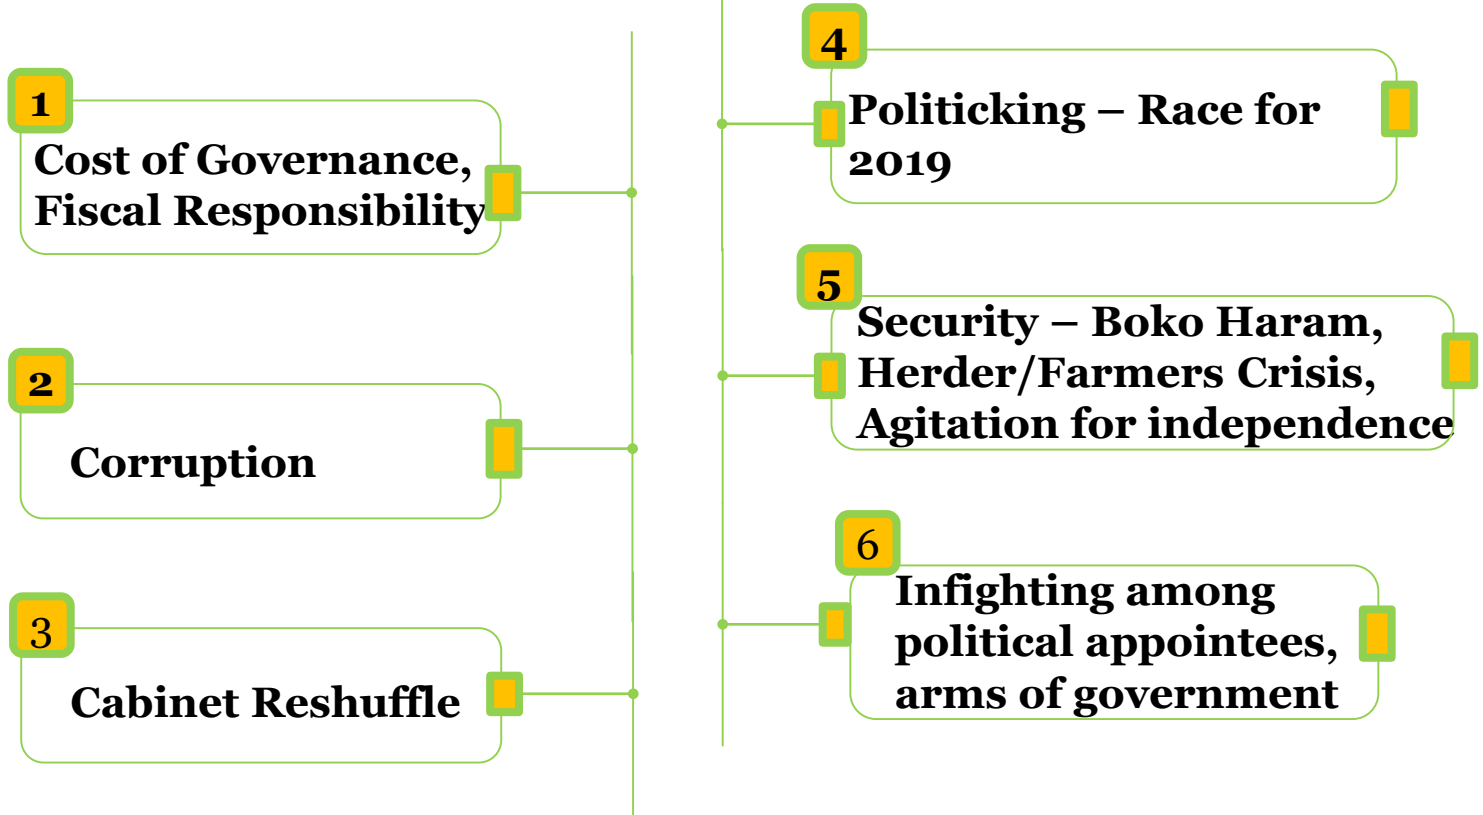 1
Cost of Governance,
Fiscal Responsibility
2
Corruption
3
Cabinet Reshuffle
4
Politicking – Race for
2019
5
Security – Boko Haram,
Herder/Farmers Crisis,
Agitation for independence
6
Infighting among
political appointees,
arms of government